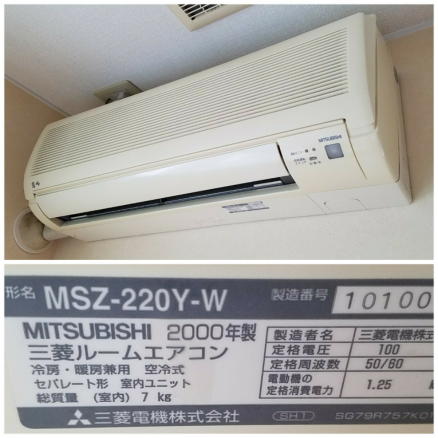 MITSUBISHI
形名 MSZ-220Y-W 製造番号 10100
MITSUBISHI 2000年製
三菱ルームエアコン
冷房・暖房兼用 空冷式
セパレート形 室内ユニット
総質量 (室内) 7 kg
製造者名 三菱電機株式
定格電圧 100
定格周波数 50/60
電動機の定格消費電力 1.25
三菱電機株式会社
SH1 SG79R757K01